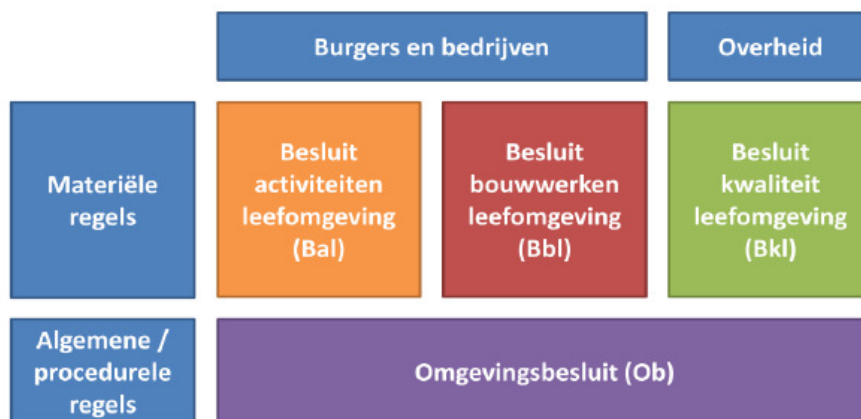 Burgers en bedrijven
Overheid
Materiële
regels
Besluit
activiteiten
leefomgeving
(Bal)
Besluit
bouwwerken
leefomgeving
(Bbl)
Besluit
kwaliteit
leefomgeving
(Bkl)
Algemene /
procedurele
regels
Omgevingsbesluit (Ob)